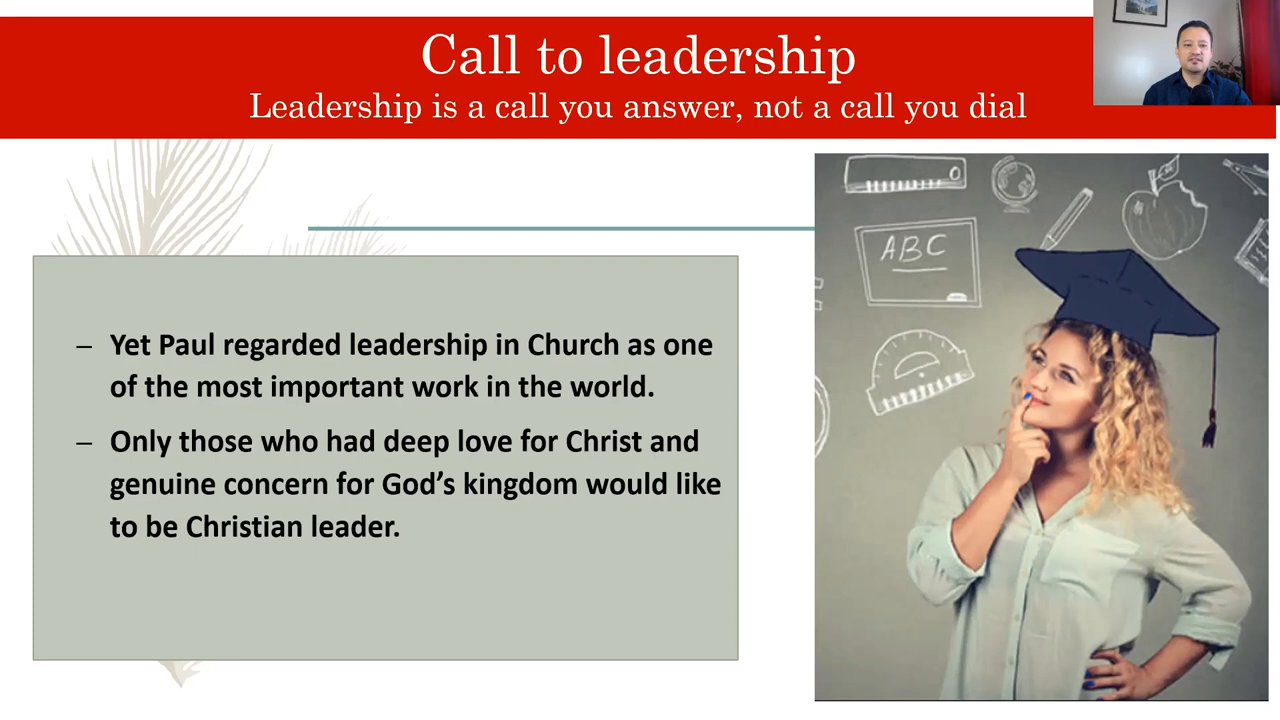 Call to leadership
Leadership is a call you answer, not a call you dial
– Yet Paul regarded leadership in Church as one
of the most important work in the world.
– Only those who had deep love for Christ and
genuine concern for God’s kingdom would like
to be Christian leader.
ABC